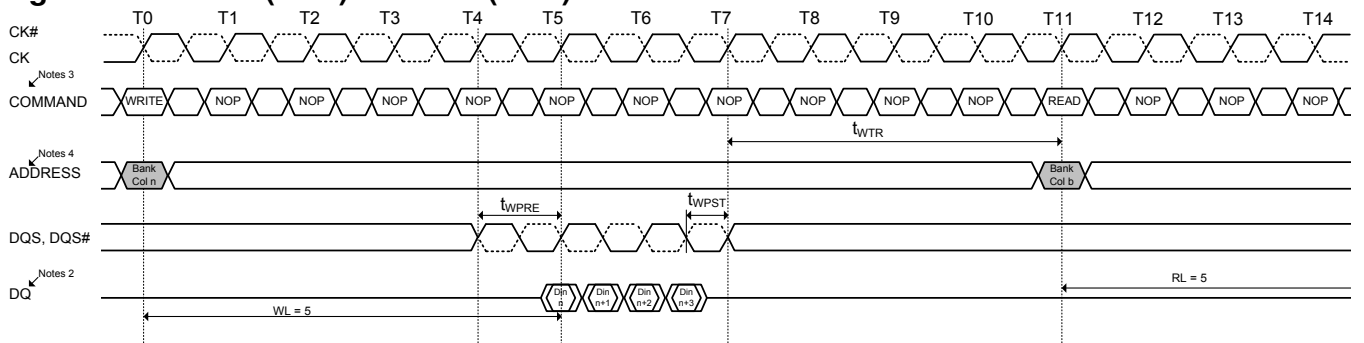 T0 T1 T2 T3 T4 T5 T6 T7 T8 T9 T10 T11 T12 T13 T14
CK#
CK
Notes 3
COMMAND WRITE NOP NOP NOP NOP NOP NOP NOP NOP NOP NOP READ NOP NOP NOP
tWTR
Notes 4
ADDRESS
Bank
Col n
Bank
Col b
tWPRE tWPST
DQS, DQS#
Notes 2
DQ
Din
n
Din
n+1
Din
n+2
Din
n+3
RL = 5
WL = 5